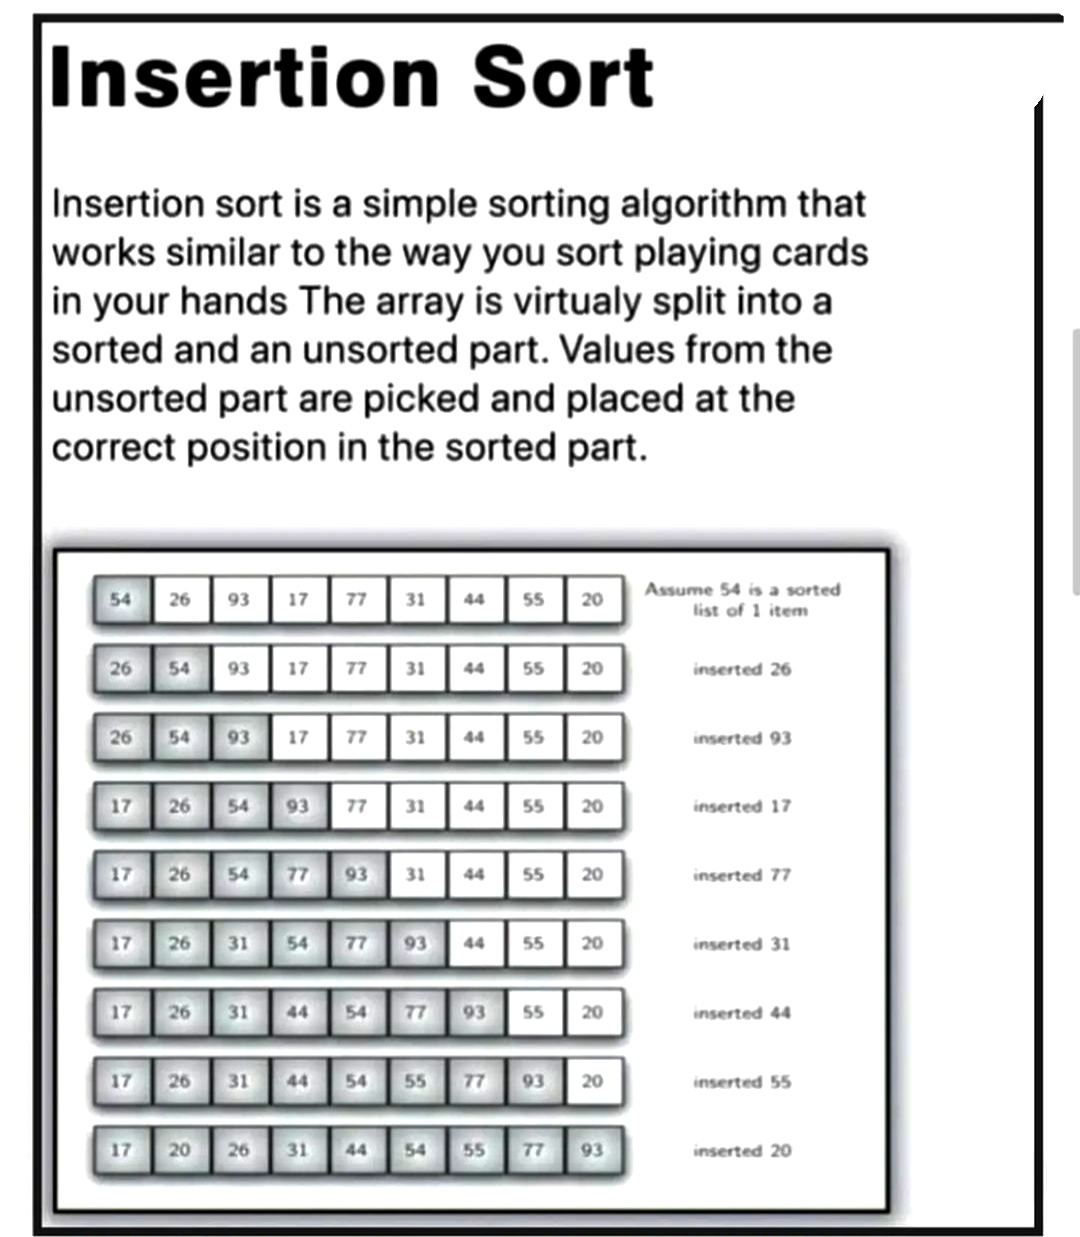 Insertion Sort
Insertion sort is a simple sorting algorithm that
works similar to the way you sort playing cards
in your hands The array is virtualy split into a
sorted and an unsorted part. Values from the
unsorted part are picked and placed at the
correct position in the sorted part.
54 26 93 17 77 31 44 55 20 Assume 54 is a sorted
list of 1 item
26 54 93 17 77 31 44 55 20 inserted 26
26 54 93 17 77 31 44 55 20 inserted 93
17 26 54 93 77 31 44 55 20 inserted 17
17 26 54 77 93 31 44 55 20 inserted 77
17 26 31 54 77 93 44 55 20 inserted 31
17 26 31 44 54 77 93 55 20 inserted 44
17 26 31 44 54 55 77 93 20 inserted 55
17 20 26 31 44 54 55 77 93 inserted 20